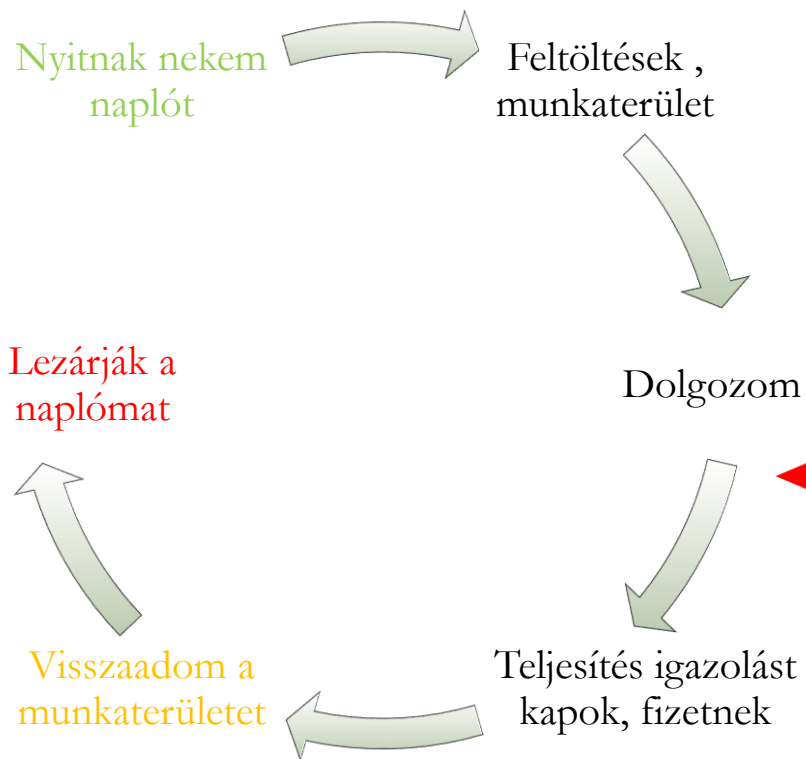 Nyitnak nekem
naplót
Feltöltések ,
munkaterület
Dolgozom
Teljesítés igazolást
kapok, fizetnek
Visszaadom a
munkaterületet
Lezárják a
naplómat